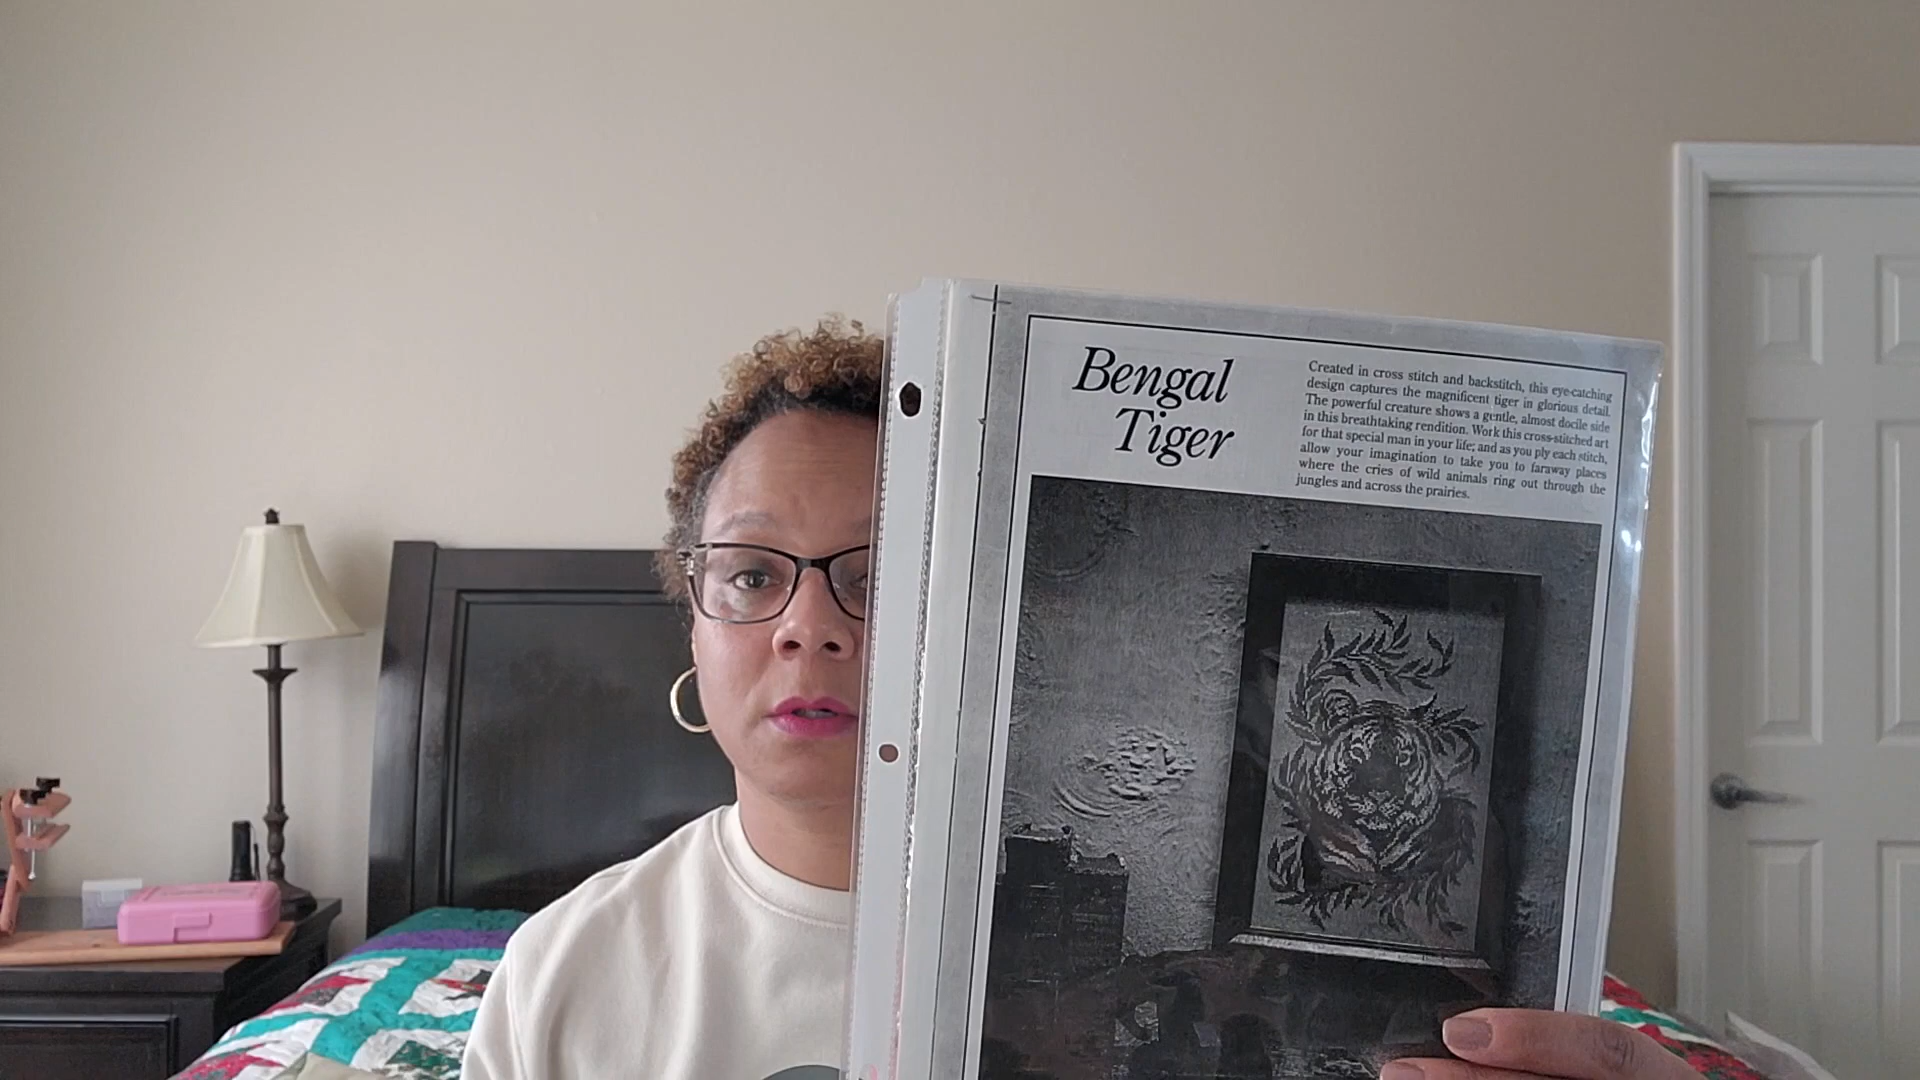 Bengal
Tiger
Created in cross stitch and backstitch, this eye-catching
design captures the magnificent tiger in glorious detail.
The powerful creature shows a gentle, almost docile side
in this breathtaking rendition. Work this cross-stitched art
for that special man in your life; and as you ply each stitch,
allow your imagination to take you to faraway places
where the cries of wild animals ring out through the
jungles and across the prairies.